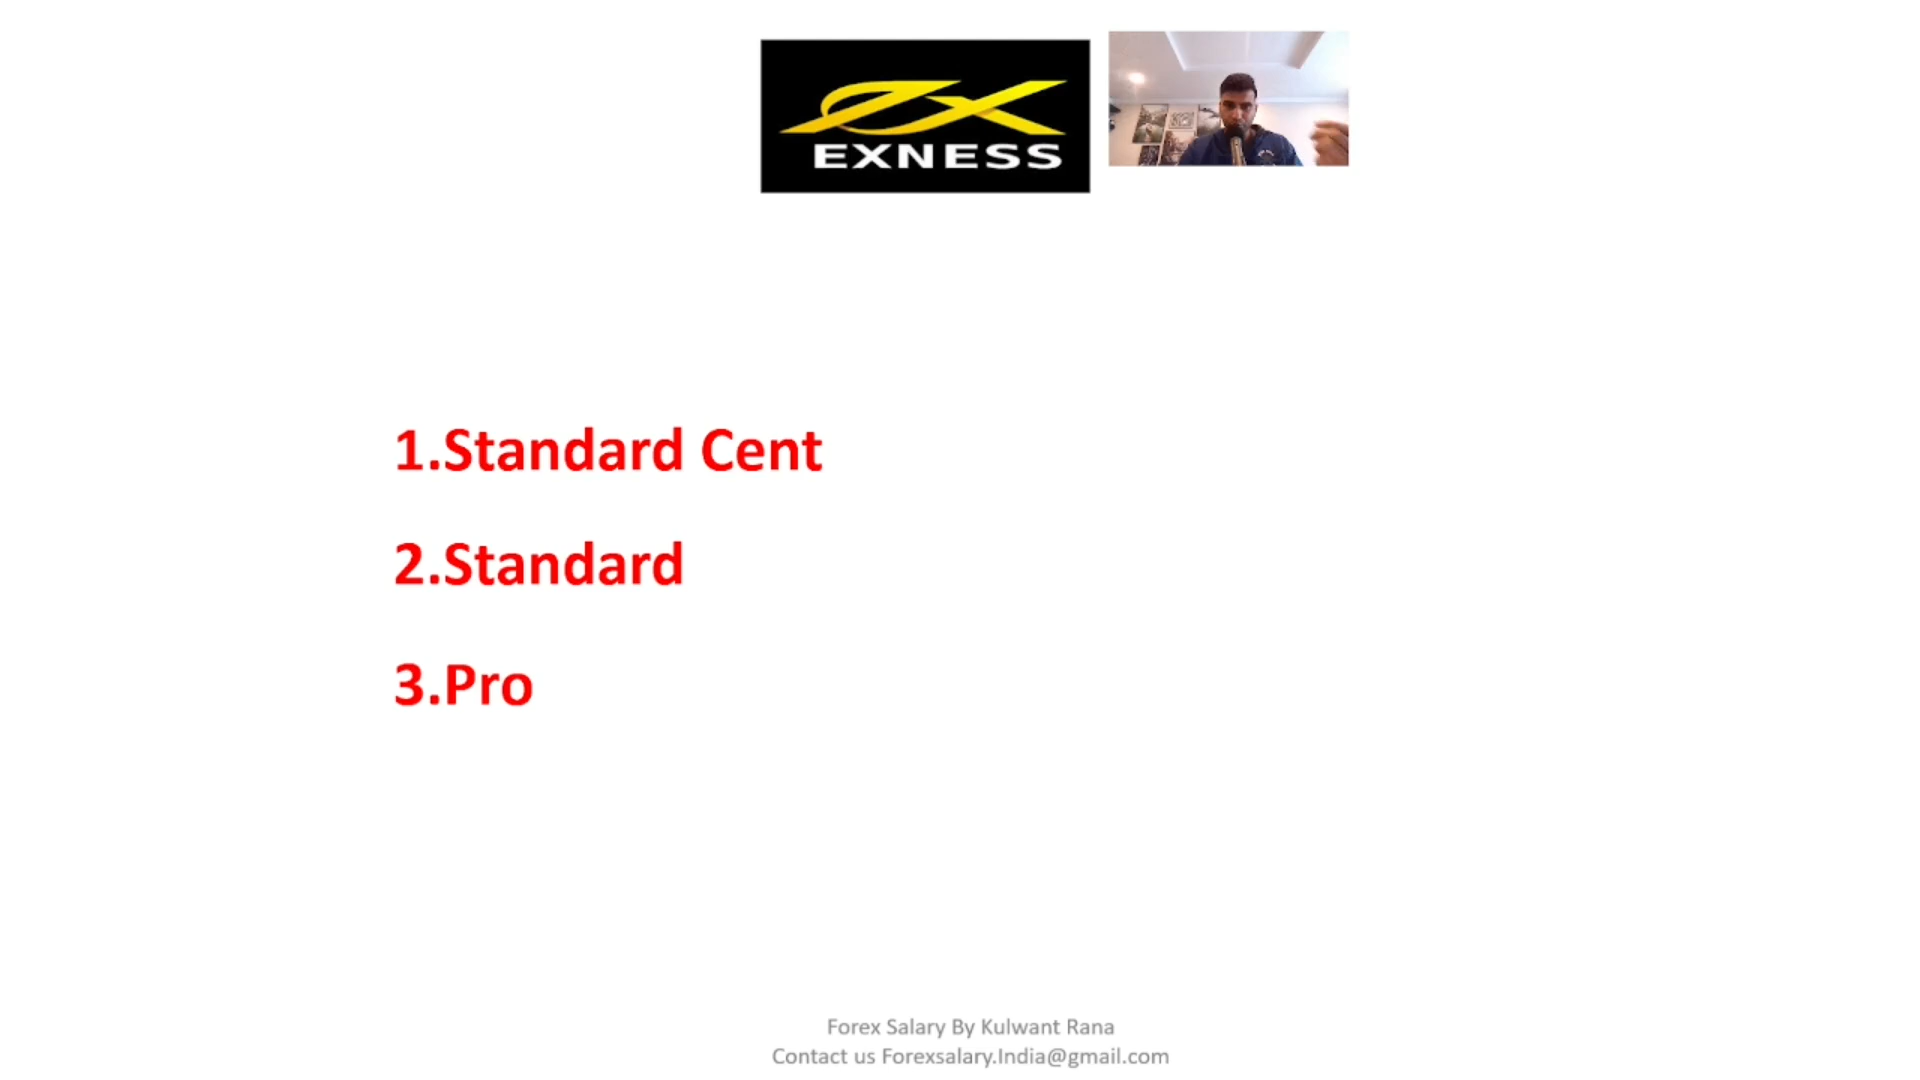 EXNESS
1.Standard Cent
2.Standard
3.Pro
Forex Salary By Kulwant Rana
Contact us Forexsalary.India@gmail.com